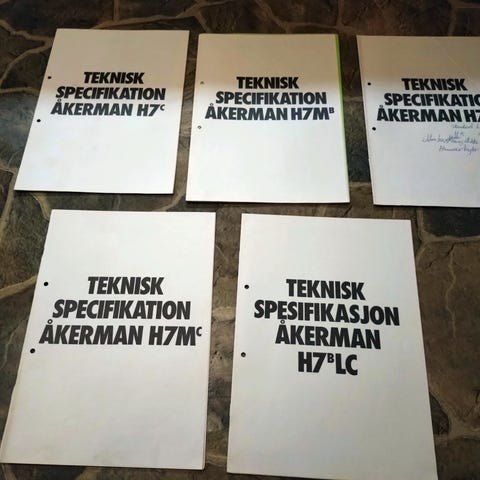 TEKNISK
SPECIFIKATION
ÅKERMAN H7C
TEKNISK
SPECIFIKATION
ÅKERMAN H7MB
TEKNISK
SPECIFIKATIO
ÅKERMAN H7
TEKNISK
SPECIFIKATION
ÅKERMAN H7MC
TEKNISK
SPESIFIKASJON
ÅKERMAN
H7BLC